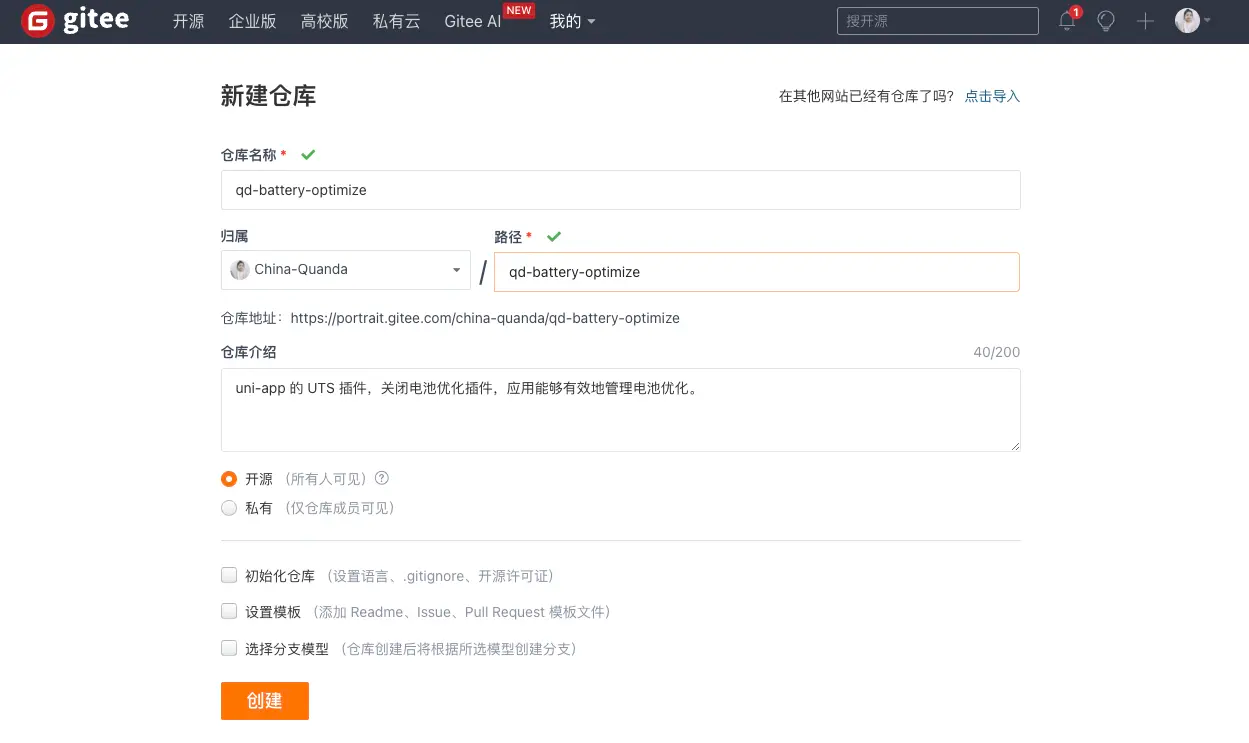 gitee 开源 企业版 高校版 私有云 Gitee AI NEW 我的 搜开源 1
新建仓库 在其他网站已经有仓库了吗? 点击导入
仓库名称 *
qd-battery-optimize
归属 路径 *
China-Quanda / qd-battery-optimize
仓库地址：https://portrait.gitee.com/china-quanda/qd-battery-optimize
仓库介绍 40/200
uni-app 的 UTS 插件，关闭电池优化插件，应用能够有效地管理电池优化。
开源 （所有人可见） ?
私有 （仅仓库成员可见）
初始化仓库 （设置语言、.gitignore、开源许可证）
设置模板 （添加 Readme、Issue、Pull Request 模板文件）
选择分支模型 （仓库创建后将根据所选模型创建分支）
创建